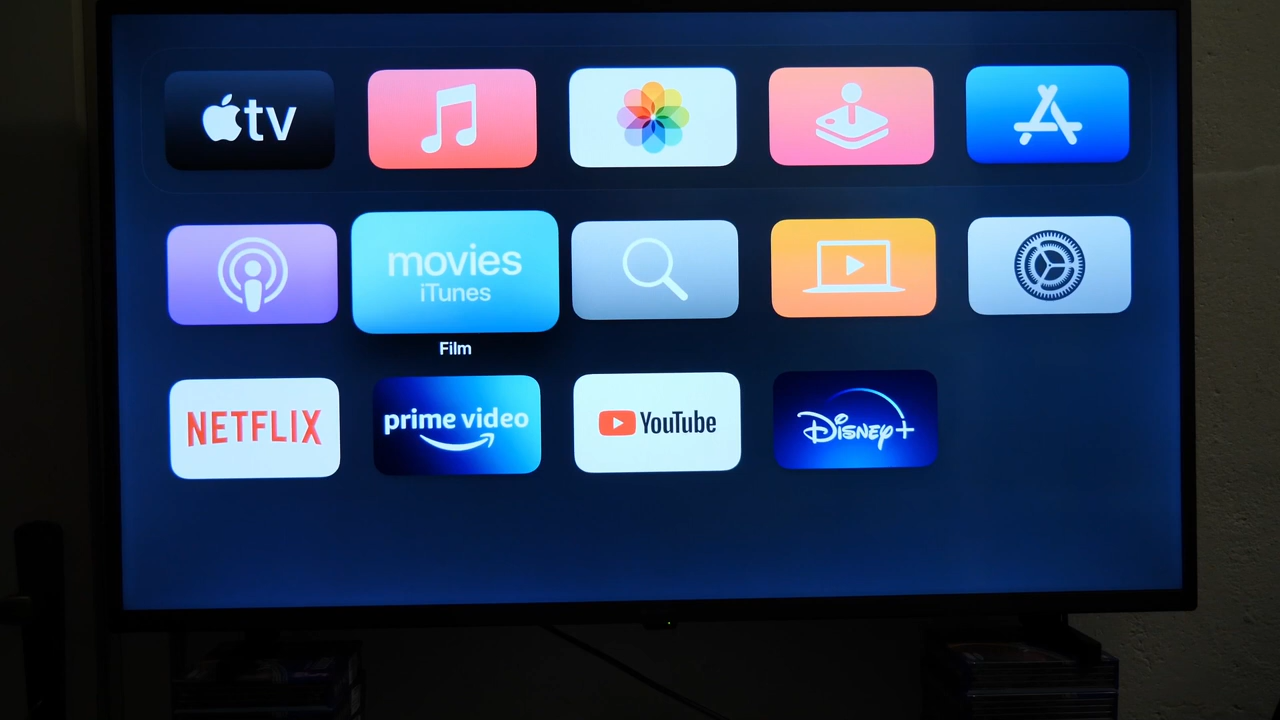 tv
movies
iTunes
Film
NETFLIX
prime video
YouTube
Disney+